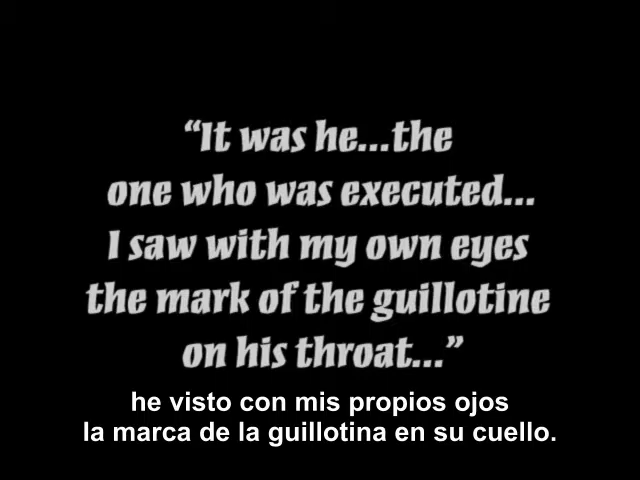 “It was he...the
one who was executed...
I saw with my own eyes
the mark of the guillotine
on his throat...”
he visto con mis propios ojos
la marca de la guillotina en su cuello.